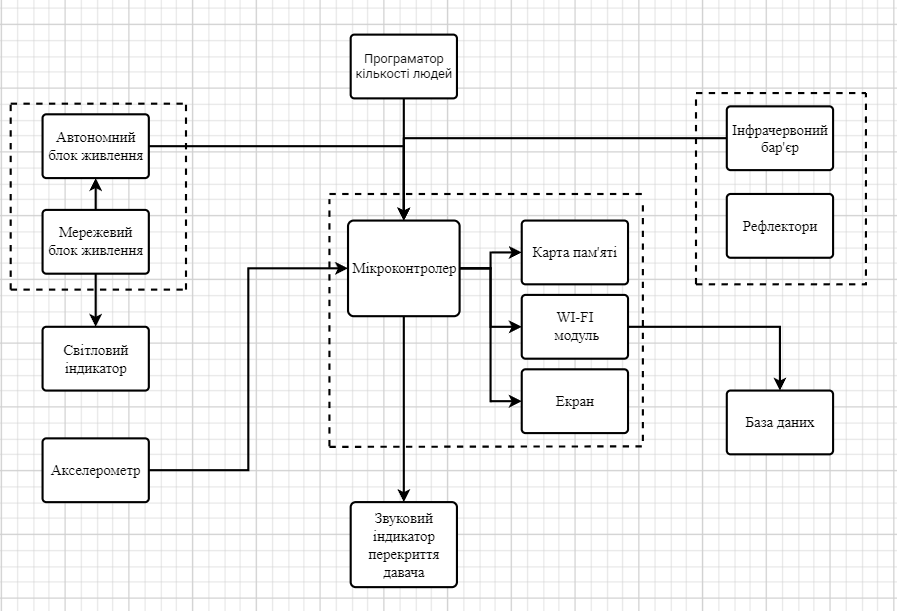 Програматор
кількості людей
Автономний
блок живлення
Інфрачервоний
бар'єр
Мережевий
блок живлення
Рефлектори
Мікроконтролер
Карта пам'яті
WI-FI
модуль
Світловий
індикатор
Екран
База даних
Акселерометр
Звуковий
індикатор
перекриття
давача